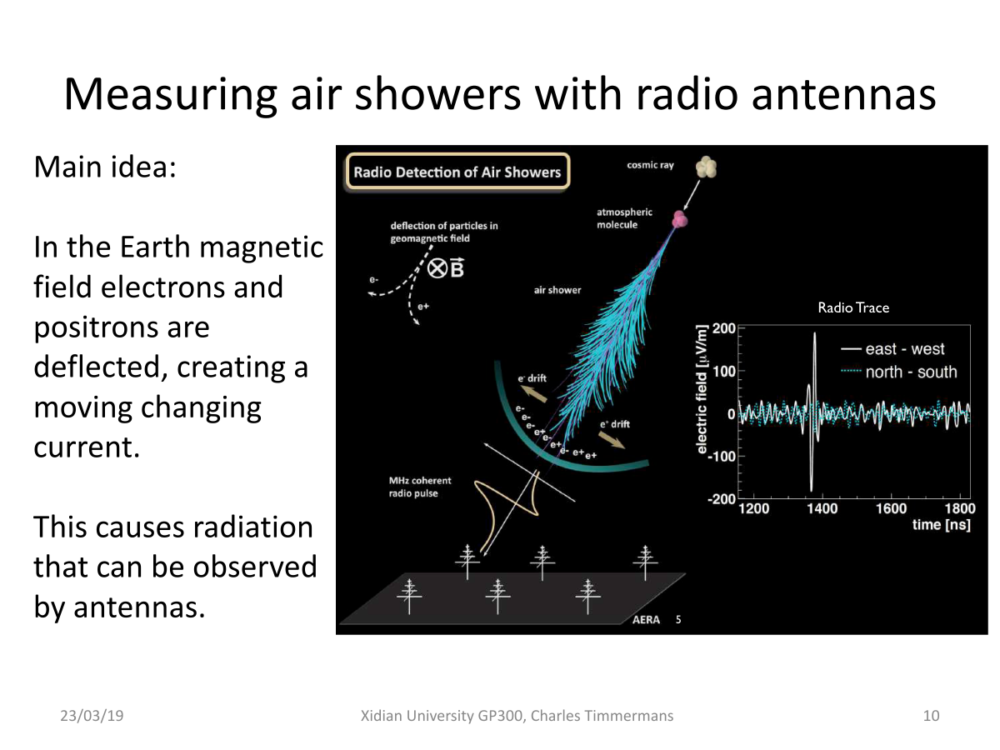 Measuring air showers with radio antennas
Main idea:
In the Earth magnetic
field electrons and
positrons are
deflected, creating a
moving changing
current.
This causes radiation
that can be observed
by antennas.
Radio Detection of Air Showers
cosmic ray
atmospheric
molecule
deflection of particles in
geomagnetic field
B
e-
e+
air shower
e- drift
e+ drift
e-
e-
e-
e+
e-
e+
e-
e+
e+
MHz coherent
radio pulse
AERA 5
Radio Trace
electric field [μV/m]
200
100
0
-100
-200
east - west
north - south
1200 1400 1600 1800
time [ns]
23/03/19
Xidian University GP300, Charles Timmermans
10